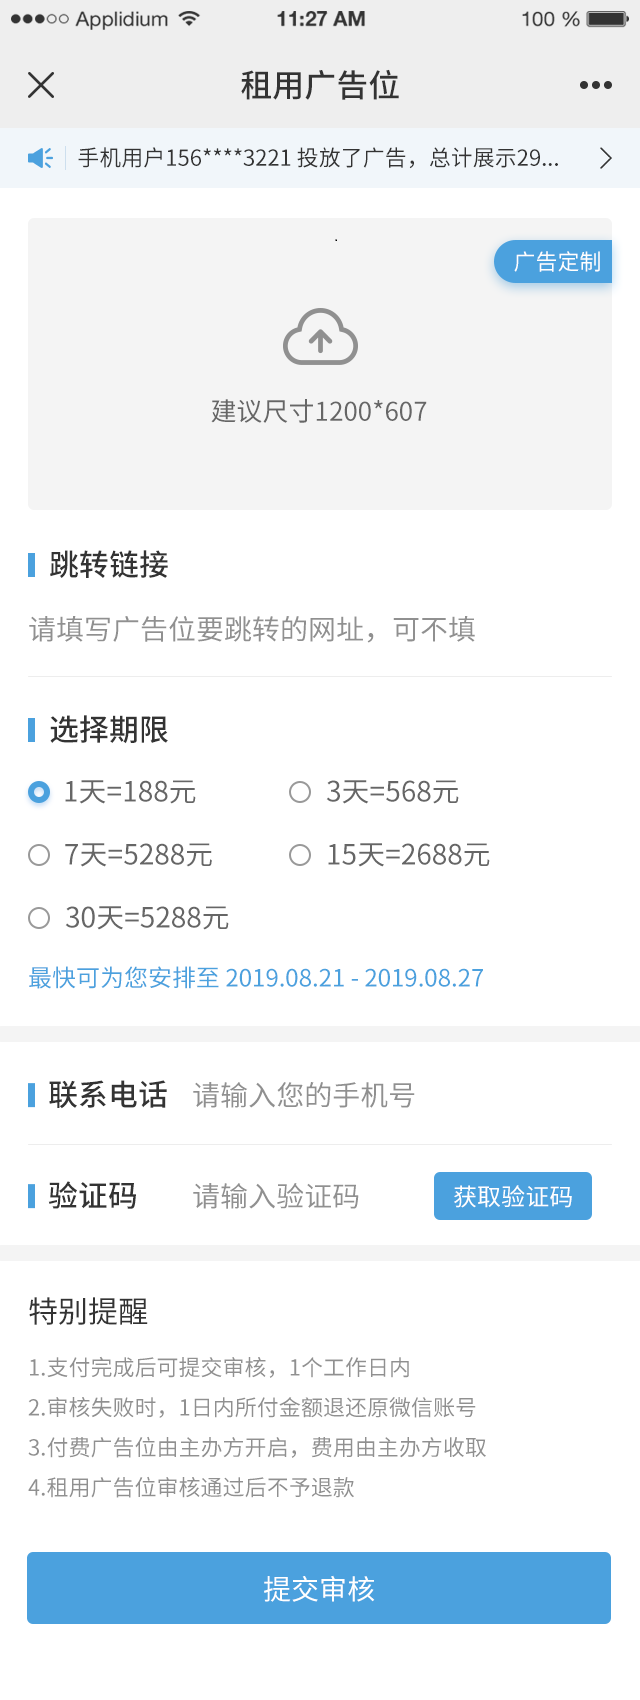 Applidium 11:27 AM 100 %
租用广告位
手机用户156****3221 投放了广告，总计展示29...
广告定制
建议尺寸1200*607
跳转链接
请填写广告位要跳转的网址，可不填
选择期限
1天=188元 3天=568元
7天=5288元 15天=2688元
30天=5288元
最快可为您安排至 2019.08.21 - 2019.08.27
联系电话 请输入您的手机号
验证码 请输入验证码 获取验证码
特别提醒
1.支付完成后可提交审核，1个工作日内
2.审核失败时，1日内所付金额退还原微信账号
3.付费广告位由主办方开启，费用由主办方收取
4.租用广告位审核通过后不予退款
提交审核